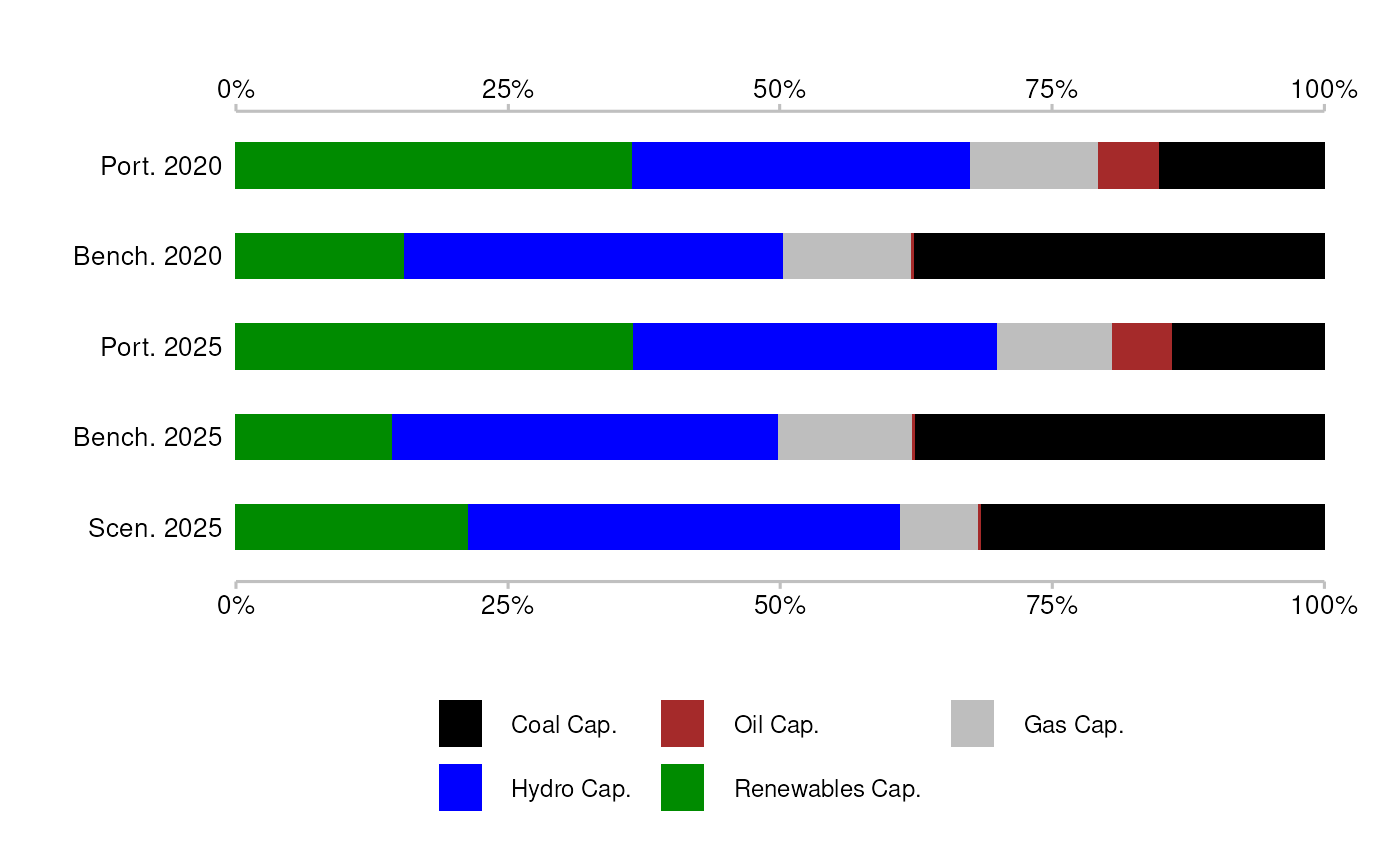 0% 25% 50% 75% 100%
Port. 2020
Bench. 2020
Port. 2025
Bench. 2025
Scen. 2025
0% 25% 50% 75% 100%
Coal Cap. Oil Cap. Gas Cap.
Hydro Cap. Renewables Cap.